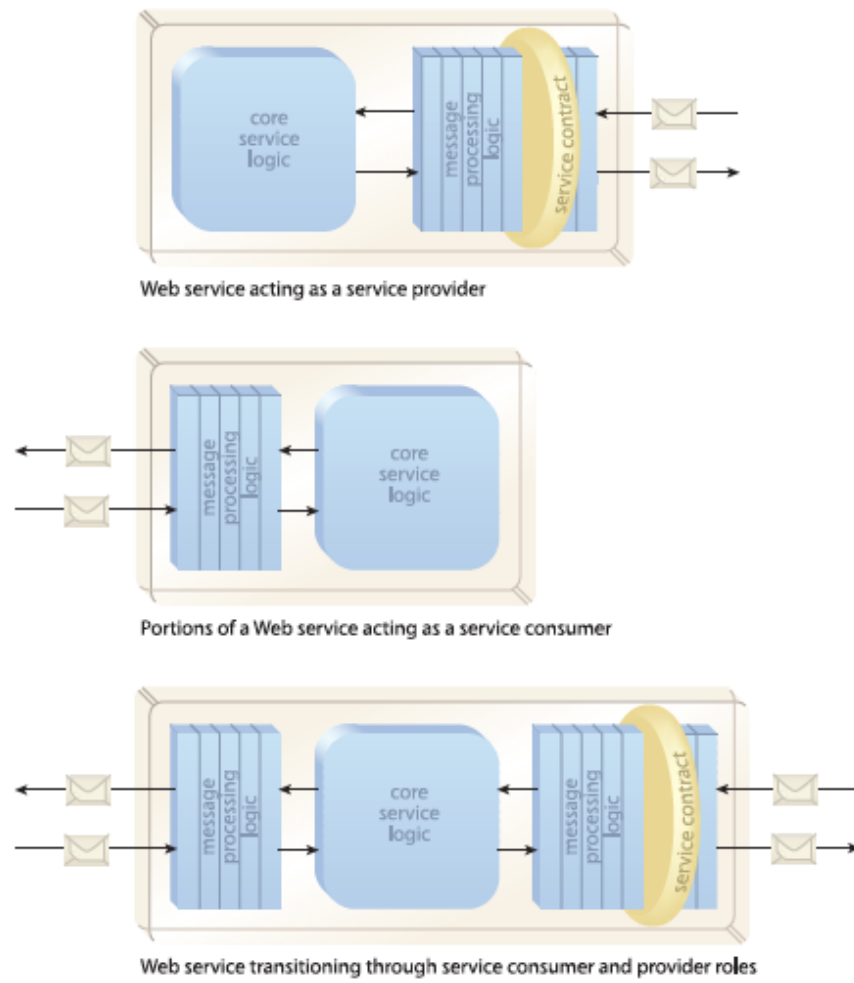 core
service
logic
message
processing
logic
service contract
Web service acting as a service provider
message
processing
logic
core
service
logic
Portions of a Web service acting as a service consumer
message
processing
logic
core
service
logic
message
processing
logic
service contract
Web service transitioning through service consumer and provider roles